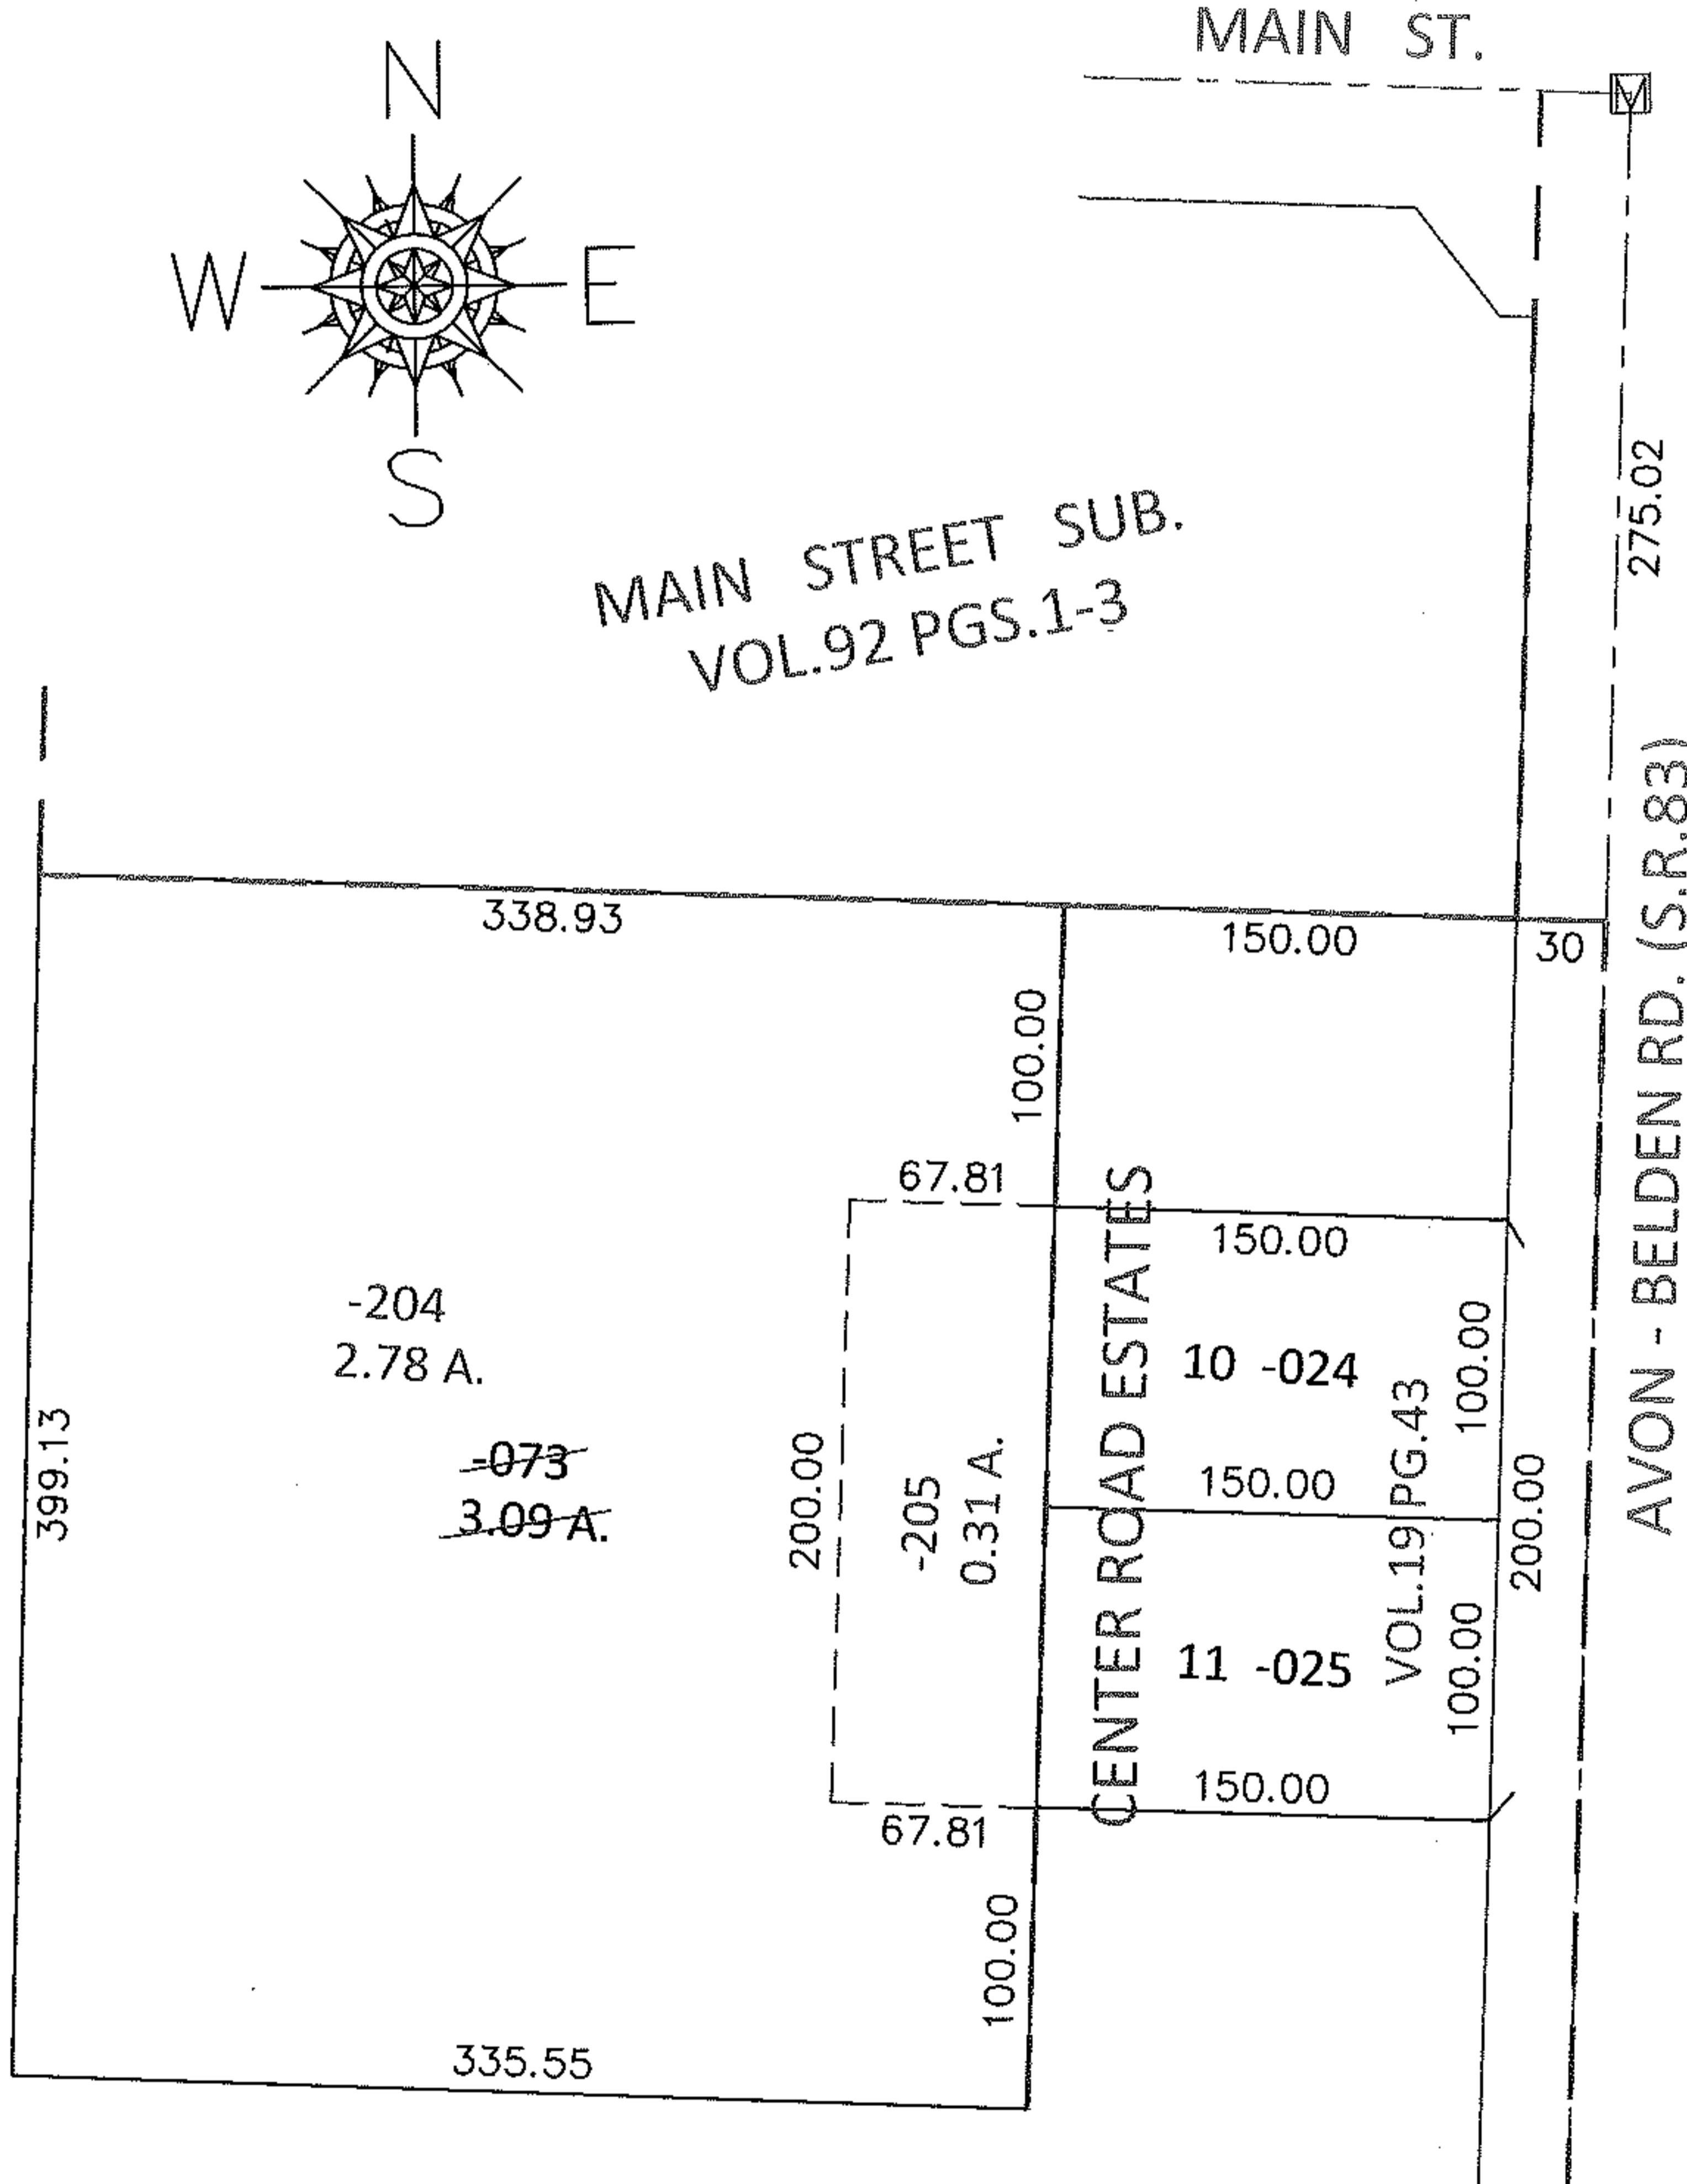 MAIN ST.
N
M
W
E
S
275.02
MAIN STREET SUB.
VOL.92 PGS.1-3
AVON - BELDEN RD. (S.R.83)
338.93
150.00
30
100.00
67.81
150.00
-204
2.78 A.
CENTER ROAD ESTATES
10 -024
100.00
VOL.19 PG.43
399.13
-073
3.09 A.
200.00
-205
0.31 A.
150.00
200.00
11 -025
100.00
150.00
67.81
100.00
335.55